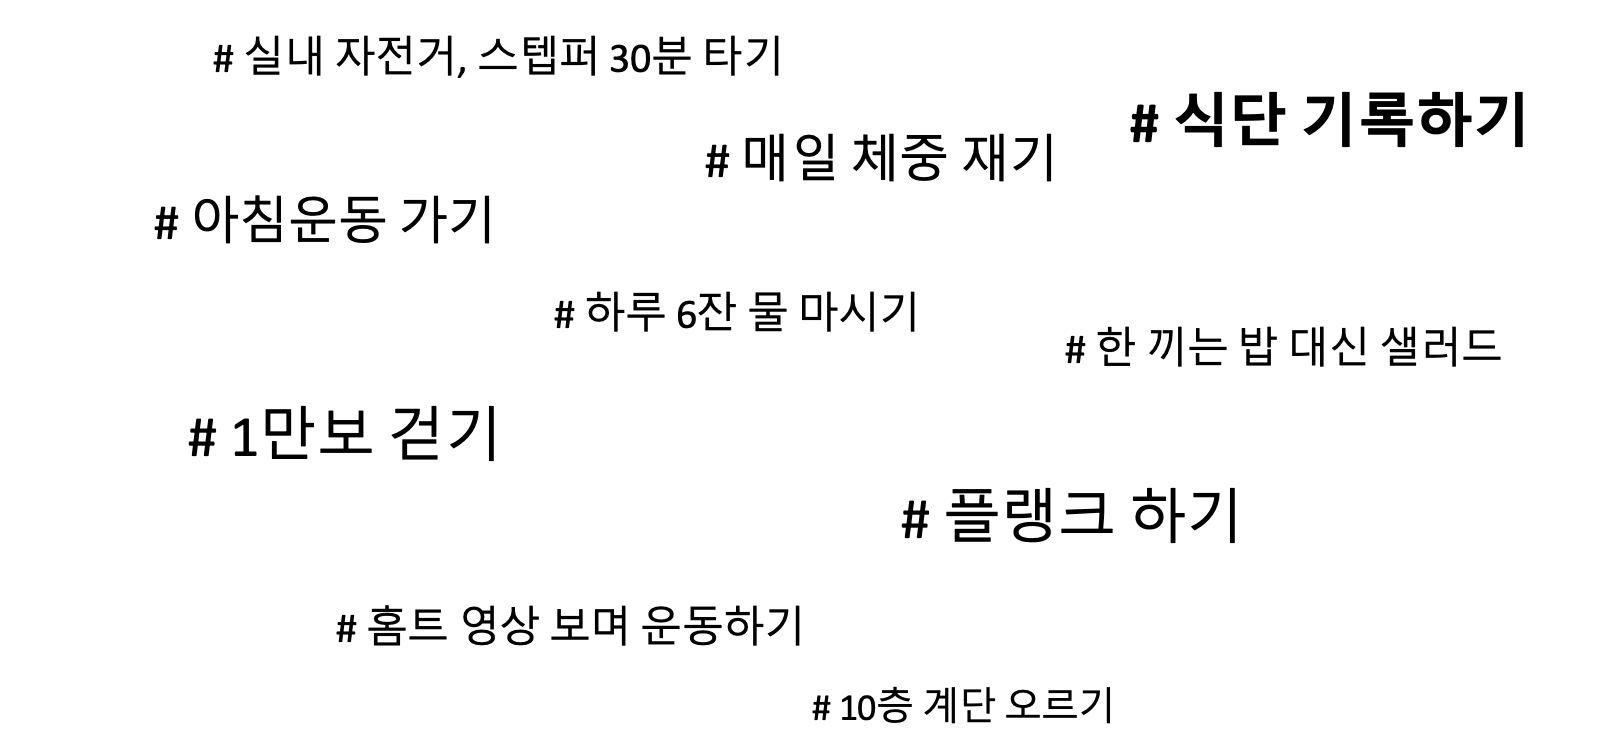 # 실내 자전거, 스텝퍼 30분 타기
# 식단 기록하기
# 매일 체중 재기
# 아침운동 가기
# 하루 6잔 물 마시기
# 한 끼는 밥 대신 샐러드
# 1만보 걷기
# 플랭크 하기
# 홈트 영상 보며 운동하기
# 10층 계단 오르기